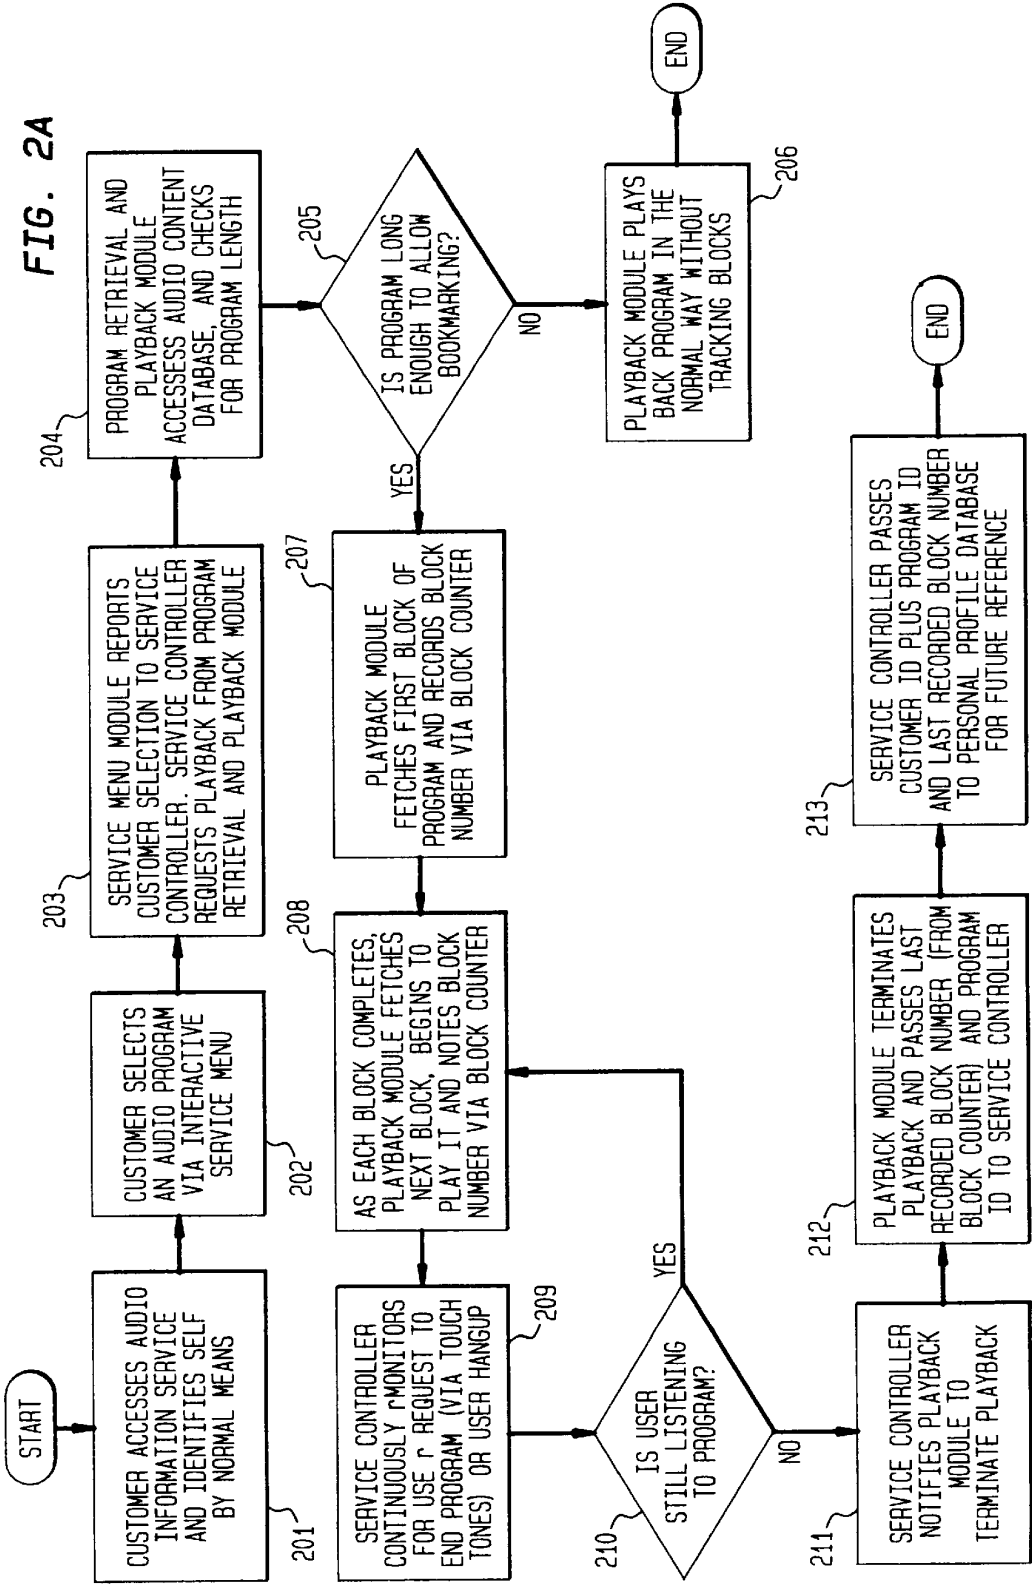 FIG. 2A
START
CUSTOMER ACCESSES AUDIO
INFORMATION SERVICE
AND IDENTIFIES SELF
BY NORMAL MEANS
201
CUSTOMER SELECTS
AN AUDIO PROGRAM
VIA INTERACTIVE
SERVICE MENU
202
203
SERVICE MENU MODULE REPORTS
CUSTOMER SELECTION TO SERVICE
CONTROLLER. SERVICE CONTROLLER
REQUESTS PLAYBACK FROM PROGRAM
RETRIEVAL AND PLAYBACK MODULE
204
PROGRAM RETRIEVAL AND
PLAYBACK MODULE
ACCESSES AUDIO CONTENT
DATABASE, AND CHECKS
FOR PROGRAM LENGTH
205
IS PROGRAM LONG
ENOUGH TO ALLOW
BOOKMARKING?
NO
YES
PLAYBACK MODULE PLAYS
BACK PROGRAM IN THE
NORMAL WAY WITHOUT
TRACKING BLOCKS
206
END
207
PLAYBACK MODULE
FETCHES FIRST BLOCK OF
PROGRAM AND RECORDS BLOCK
NUMBER VIA BLOCK COUNTER
208
AS EACH BLOCK COMPLETES,
PLAYBACK MODULE FETCHES
NEXT BLOCK, BEGINS TO
PLAY IT AND NOTES BLOCK
NUMBER VIA BLOCK COUNTER
SERVICE CONTROLLER
CONTINUOUSLY rMONITORS
FOR USE r REQUEST TO
END PROGRAM (VIA TOUCH
TONES) OR USER HANGUP
209
210
IS USER
STILL LISTENING
TO PROGRAM?
YES
NO
211
SERVICE CONTROLLER
NOTIFIES PLAYBACK
MODULE TO
TERMINATE PLAYBACK
212
PLAYBACK MODULE TERMINATES
PLAYBACK AND PASSES LAST
RECORDED BLOCK NUMBER (FROM
BLOCK COUNTER) AND PROGRAM
ID TO SERVICE CONTROLLER
213
SERVICE CONTROLLER PASSES
CUSTOMER ID PLUS PROGRAM ID
AND LAST RECORDED BLOCK NUMBER
TO PERSONAL PROFILE DATABASE
FOR FUTURE REFERENCE
END